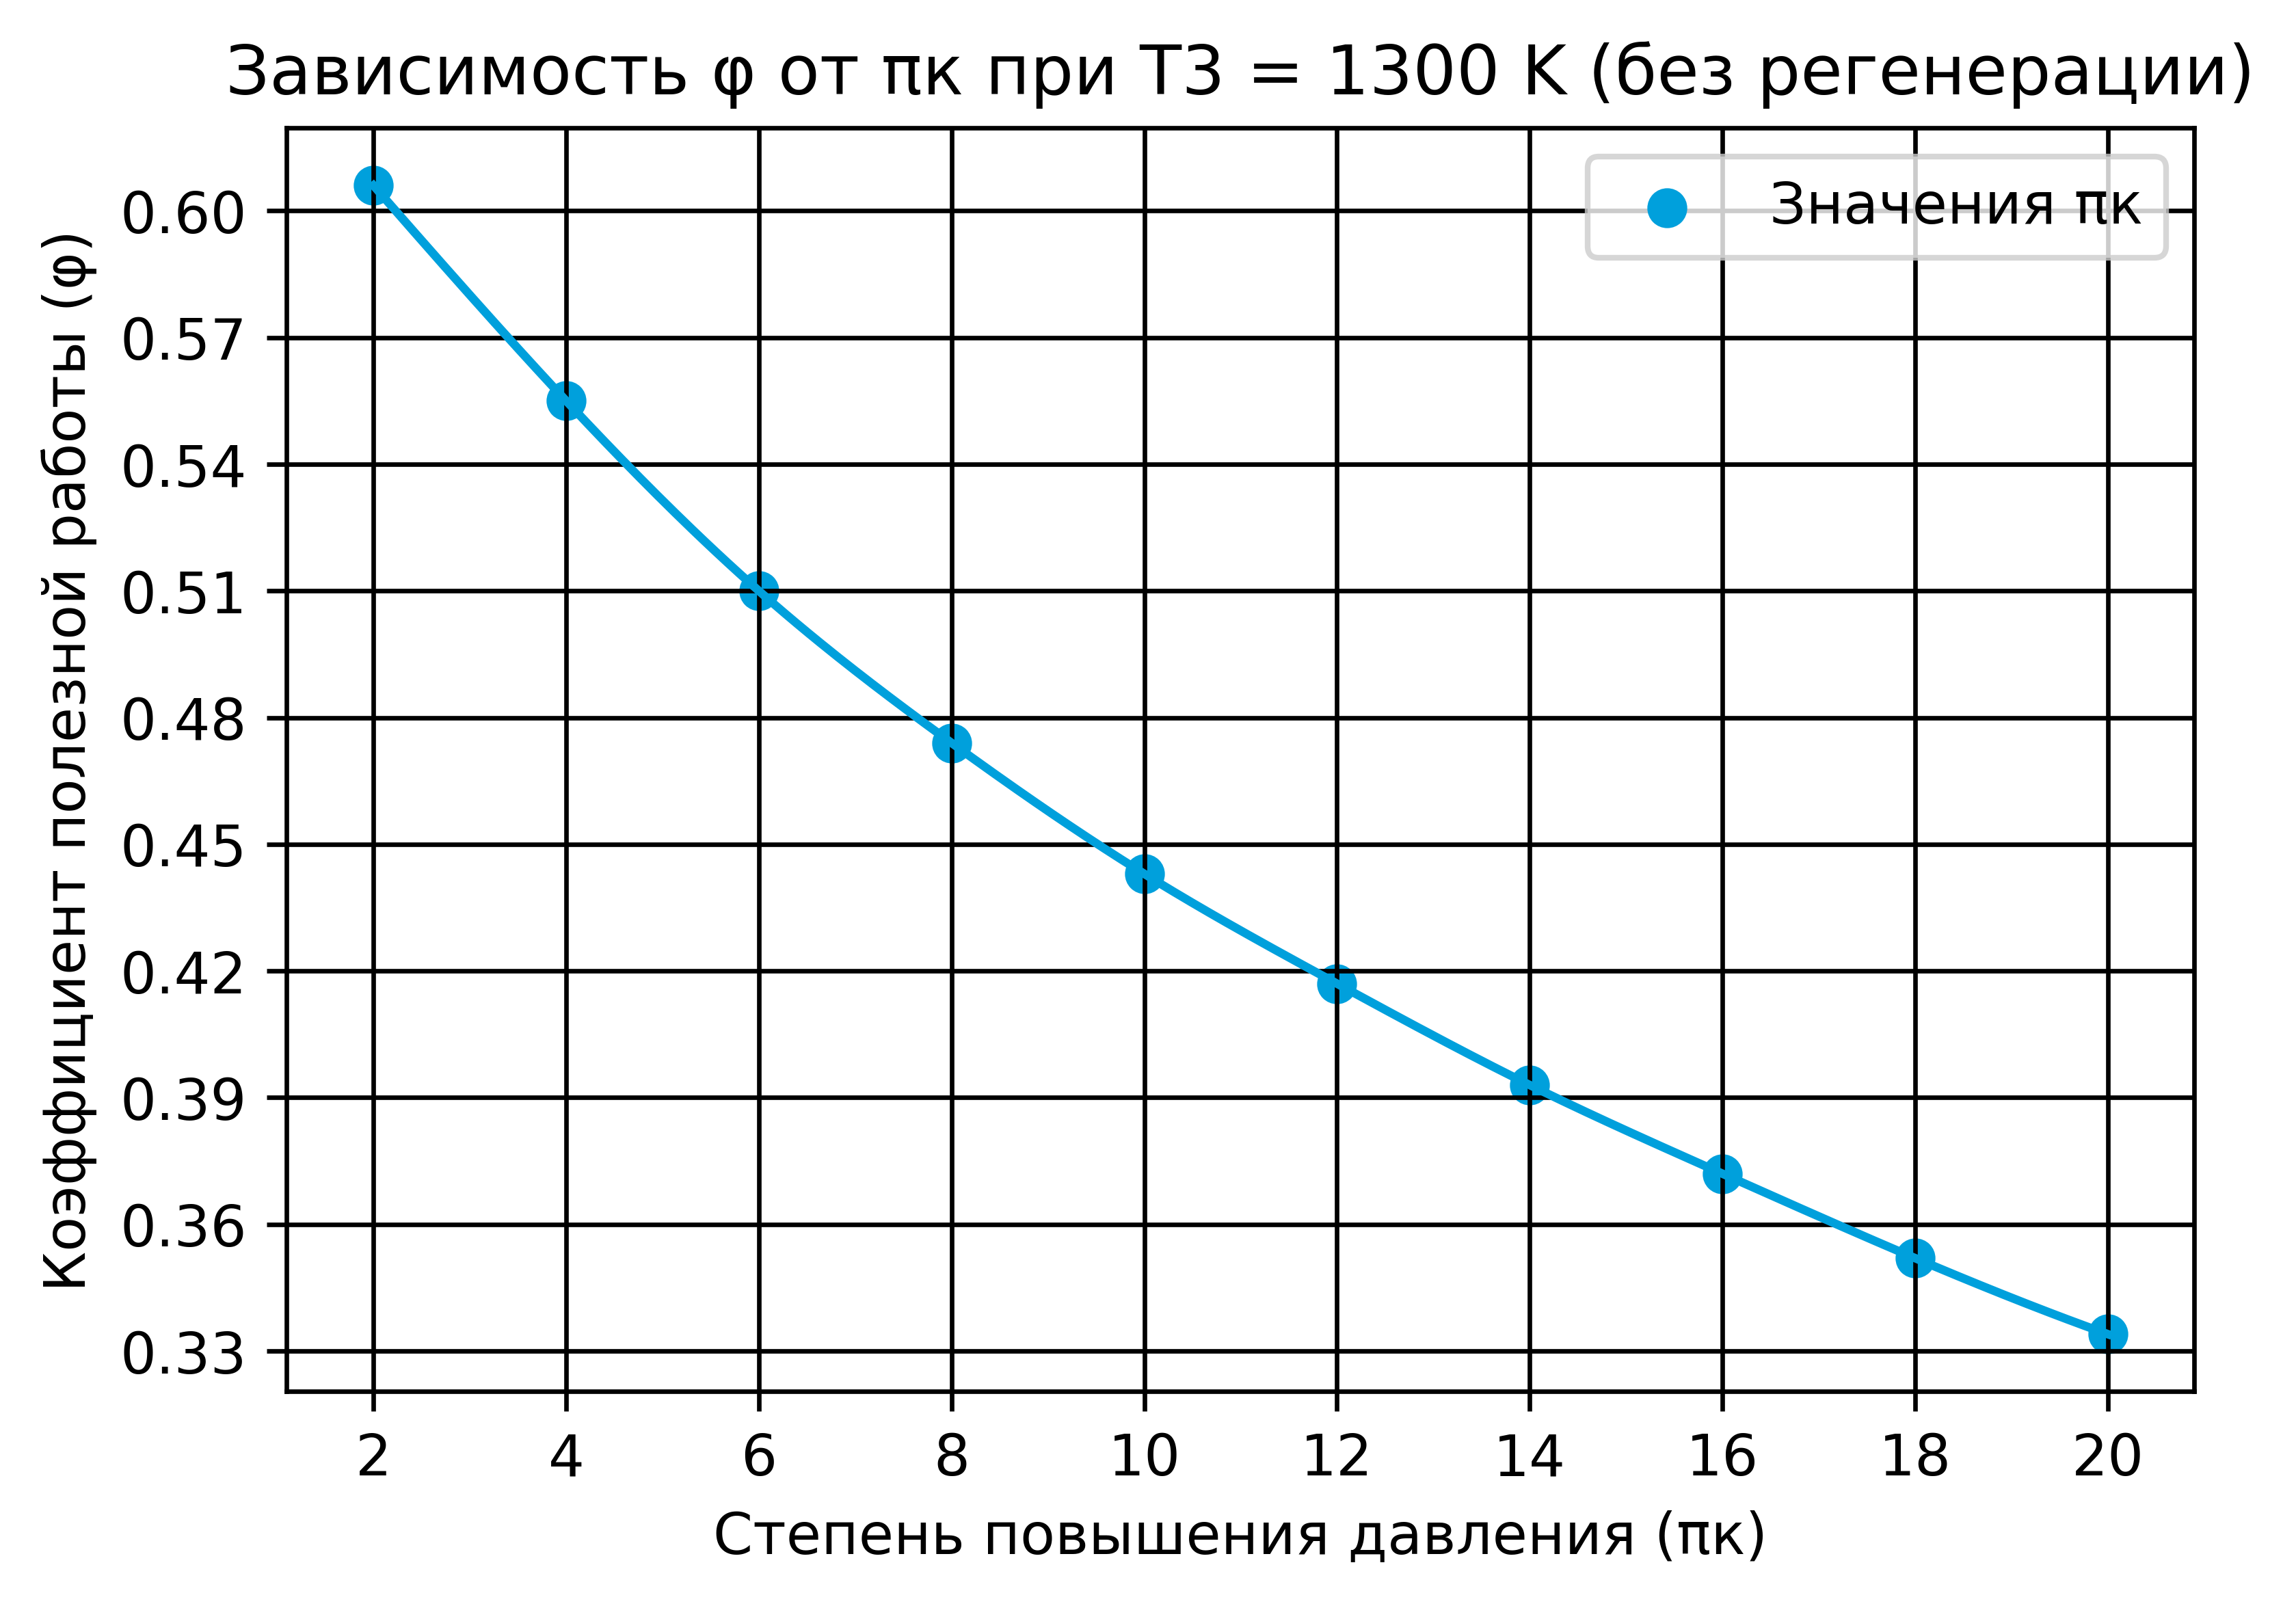 Зависимость φ от πк при T3 = 1300 K (без регенерации)
Значения πк
Коэффициент полезной работы (φ)
0.60
0.57
0.54
0.51
0.48
0.45
0.42
0.39
0.36
0.33
2 4 6 8 10 12 14 16 18 20
Степень повышения давления (πк)